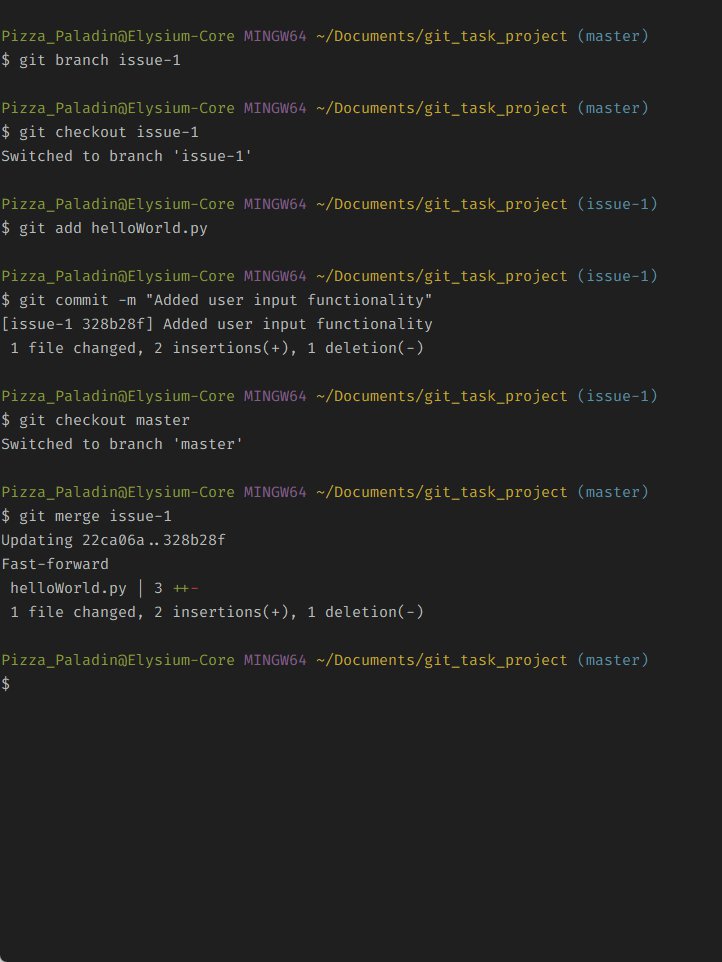 Pizza_Paladin@Elysium-Core MINGW64 ~/Documents/git_task_project (master)
$ git branch issue-1
Pizza_Paladin@Elysium-Core MINGW64 ~/Documents/git_task_project (master)
$ git checkout issue-1
Switched to branch 'issue-1'
Pizza_Paladin@Elysium-Core MINGW64 ~/Documents/git_task_project (issue-1)
$ git add helloWorld.py
Pizza_Paladin@Elysium-Core MINGW64 ~/Documents/git_task_project (issue-1)
$ git commit -m "Added user input functionality"
[issue-1 328b28f] Added user input functionality
 1 file changed, 2 insertions(+), 1 deletion(-)
Pizza_Paladin@Elysium-Core MINGW64 ~/Documents/git_task_project (issue-1)
$ git checkout master
Switched to branch 'master'
Pizza_Paladin@Elysium-Core MINGW64 ~/Documents/git_task_project (master)
$ git merge issue-1
Updating 22ca06a..328b28f
Fast-forward
 helloWorld.py | 3 ++-
 1 file changed, 2 insertions(+), 1 deletion(-)
Pizza_Paladin@Elysium-Core MINGW64 ~/Documents/git_task_project (master)
$